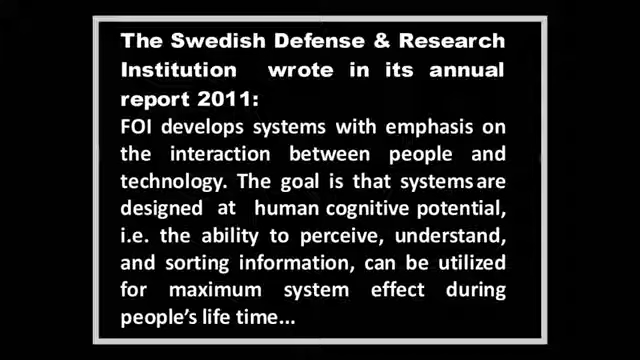 The Swedish Defense & Research
Institution wrote in its annual
report 2011:
FOI develops systems with emphasis on
the interaction between people and
technology. The goal is that systems are
designed at human cognitive potential,
i.e. the ability to perceive, understand,
and sorting information, can be utilized
for maximum system effect during
people's life time...